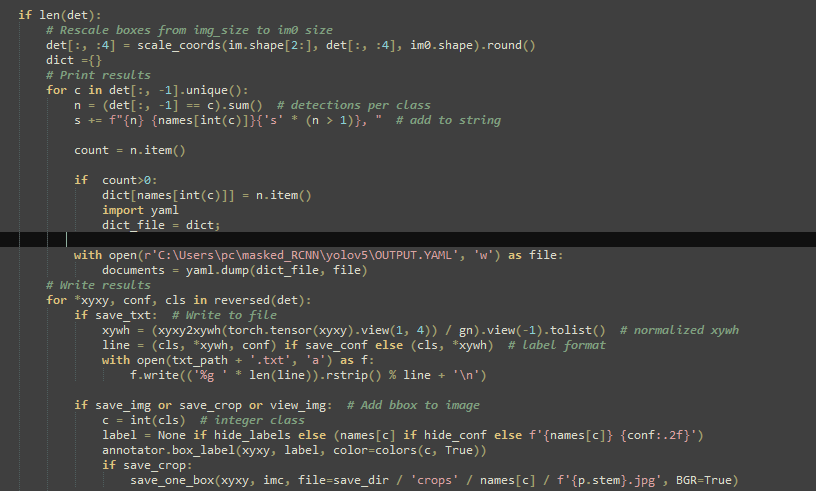 if len(det):
# Rescale boxes from img_size to im0 size
det[:, :4] = scale_coords(im.shape[2:], det[:, :4], im0.shape).round()
dict ={}
# Print results
for c in det[:, -1].unique():
n = (det[:, -1] == c).sum()  # detections per class
s += f"{n} {names[int(c)]}{'s' * (n > 1)}, "  # add to string
count = n.item()
if  count>0:
dict[names[int(c)]] = n.item()
import yaml
dict_file = dict;
with open(r'C:\Users\pc\masked_RCNN\yolov5\OUTPUT.YAML', 'w') as file:
documents = yaml.dump(dict_file, file)
# Write results
for *xyxy, conf, cls in reversed(det):
if save_txt:  # Write to file
xywh = (xyxy2xywh(torch.tensor(xyxy).view(1, 4)) / gn).view(-1).tolist()  # normalized xywh
line = (cls, *xywh, conf) if save_conf else (cls, *xywh)  # label format
with open(txt_path + '.txt', 'a') as f:
f.write(('%g ' * len(line)).rstrip() % line + '\n')
if save_img or save_crop or view_img:  # Add bbox to image
c = int(cls)  # integer class
label = None if hide_labels else (names[c] if hide_conf else f'{names[c]} {conf:.2f}')
annotator.box_label(xyxy, label, color=colors(c, True))
if save_crop:
save_one_box(xyxy, imc, file=save_dir / 'crops' / names[c] / f'{p.stem}.jpg', BGR=True)